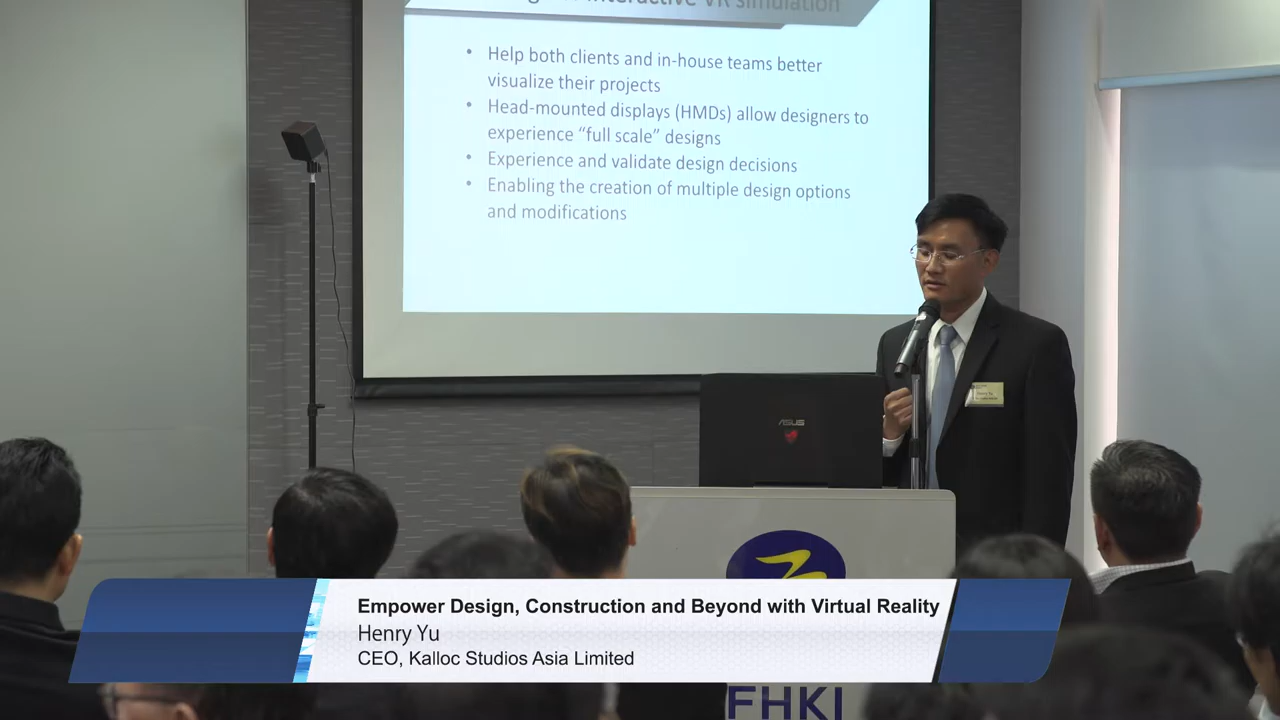 Interactive VR simulation
• Help both clients and in-house teams better
visualize their projects
• Head-mounted displays (HMDs) allow designers to
experience “full scale” designs
• Experience and validate design decisions
• Enabling the creation of multiple design options
and modifications
ASUS
Henry Yu
Empower Design, Construction and Beyond with Virtual Reality
Henry Yu
CEO, Kalloc Studios Asia Limited
FHKI